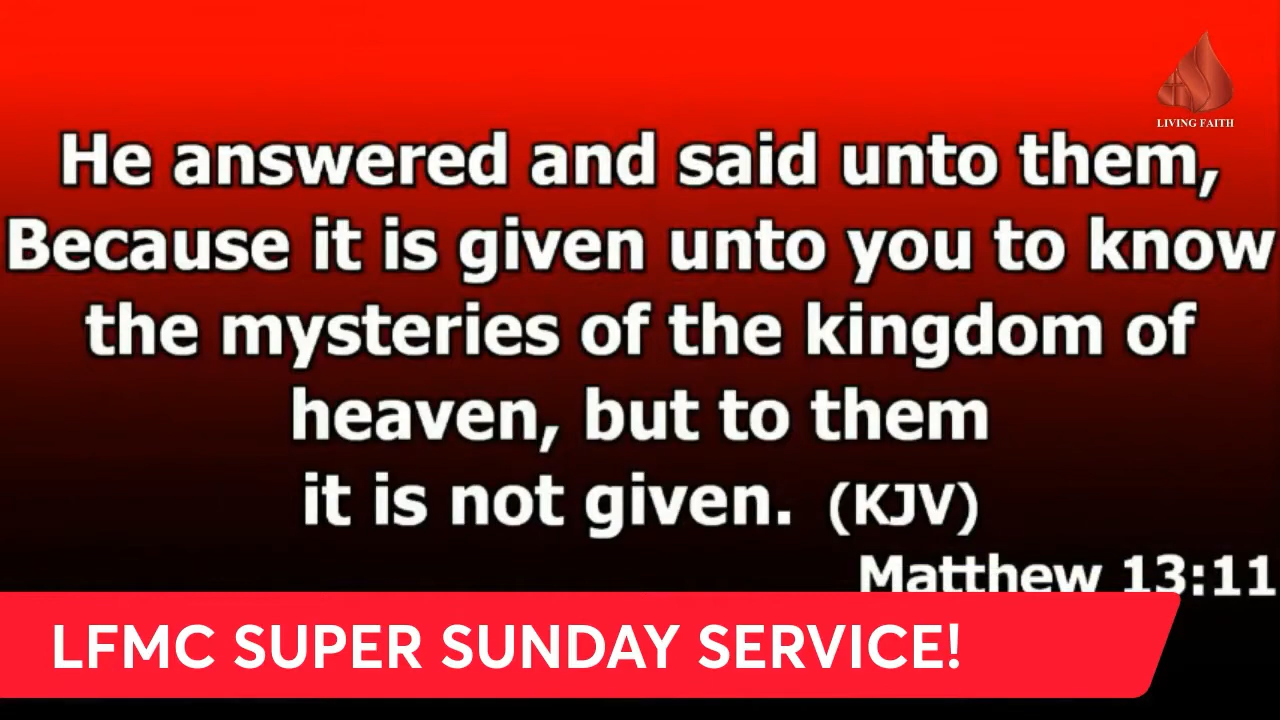 LIVING FAITH
He answered and said unto them,
Because it is given unto you to know
the mysteries of the kingdom of
heaven, but to them
it is not given. (KJV)
Matthew 13:11
LFMC SUPER SUNDAY SERVICE!